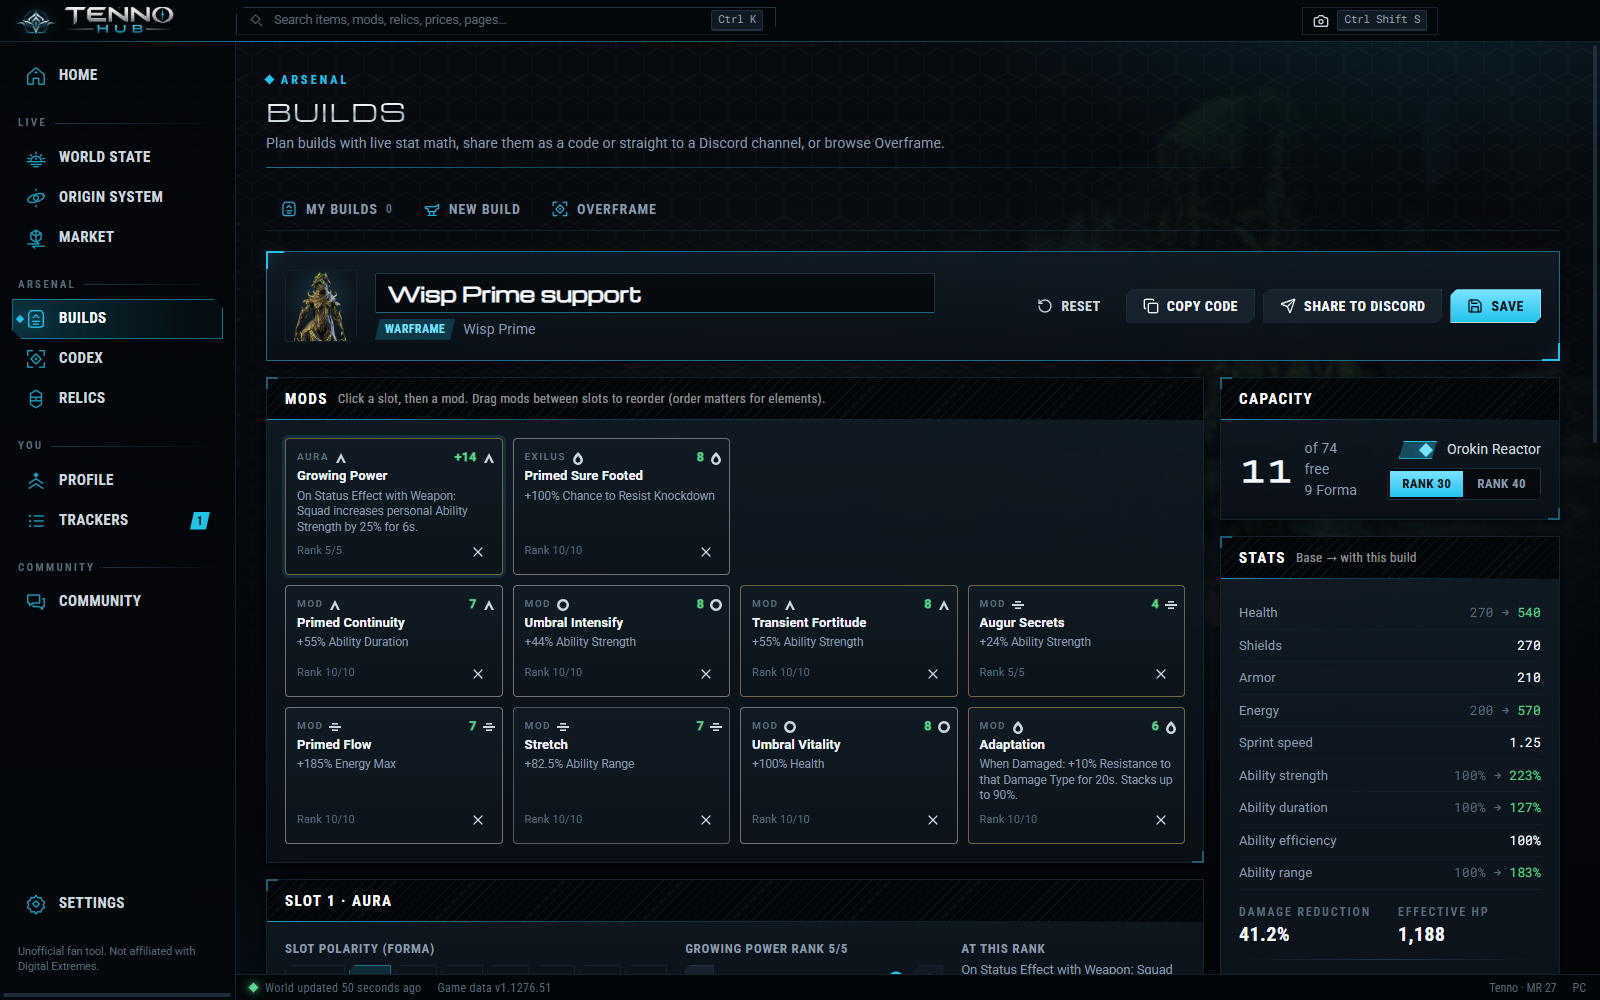 TENNO
HUB
Search items, mods, relics, prices, pages...
Ctrl K
Ctrl Shift S
HOME
LIVE
WORLD STATE
ORIGIN SYSTEM
MARKET
ARSENAL
BUILDS
CODEX
RELICS
YOU
PROFILE
TRACKERS 1
COMMUNITY
COMMUNITY
SETTINGS
Unofficial fan tool. Not affiliated with
Digital Extremes.
ARSENAL
BUILDS
Plan builds with live stat math, share them as a code or straight to a Discord channel, or browse Overframe.
MY BUILDS 0
NEW BUILD
OVERFRAME
Wisp Prime support
WARFRAME Wisp Prime
RESET
COPY CODE
SHARE TO DISCORD
SAVE
MODS Click a slot, then a mod. Drag mods between slots to reorder (order matters for elements).
AURA +14
Growing Power
On Status Effect with Weapon:
Squad increases personal Ability
Strength by 25% for 6s.
Rank 5/5
EXILUS 8
Primed Sure Footed
+100% Chance to Resist Knockdown
Rank 10/10
MOD 7
Primed Continuity
+55% Ability Duration
Rank 10/10
MOD 8
Umbral Intensify
+44% Ability Strength
Rank 10/10
MOD 8
Transient Fortitude
+55% Ability Strength
Rank 10/10
MOD 4
Augur Secrets
+24% Ability Strength
Rank 5/5
MOD 7
Primed Flow
+185% Energy Max
Rank 10/10
MOD 7
Stretch
+82.5% Ability Range
Rank 10/10
MOD 8
Umbral Vitality
+100% Health
Rank 10/10
MOD 6
Adaptation
When Damaged: +10% Resistance to
that Damage Type for 20s. Stacks up
to 90%.
Rank 10/10
SLOT 1 · AURA
SLOT POLARITY (FORMA)
GROWING POWER RANK 5/5
AT THIS RANK
On Status Effect with Weapon: Squad
CAPACITY
11
of 74
free
9 Forma
Orokin Reactor
RANK 30
RANK 40
STATS Base → with this build
Health 270 → 540
Shields 270
Armor 210
Energy 200 → 570
Sprint speed 1.25
Ability strength 100% → 223%
Ability duration 100% → 127%
Ability efficiency 100%
Ability range 100% → 183%
DAMAGE REDUCTION
41.2%
EFFECTIVE HP
1,188
World updated 50 seconds ago
Game data v1.1276.51
Tenno · MR 27
PC